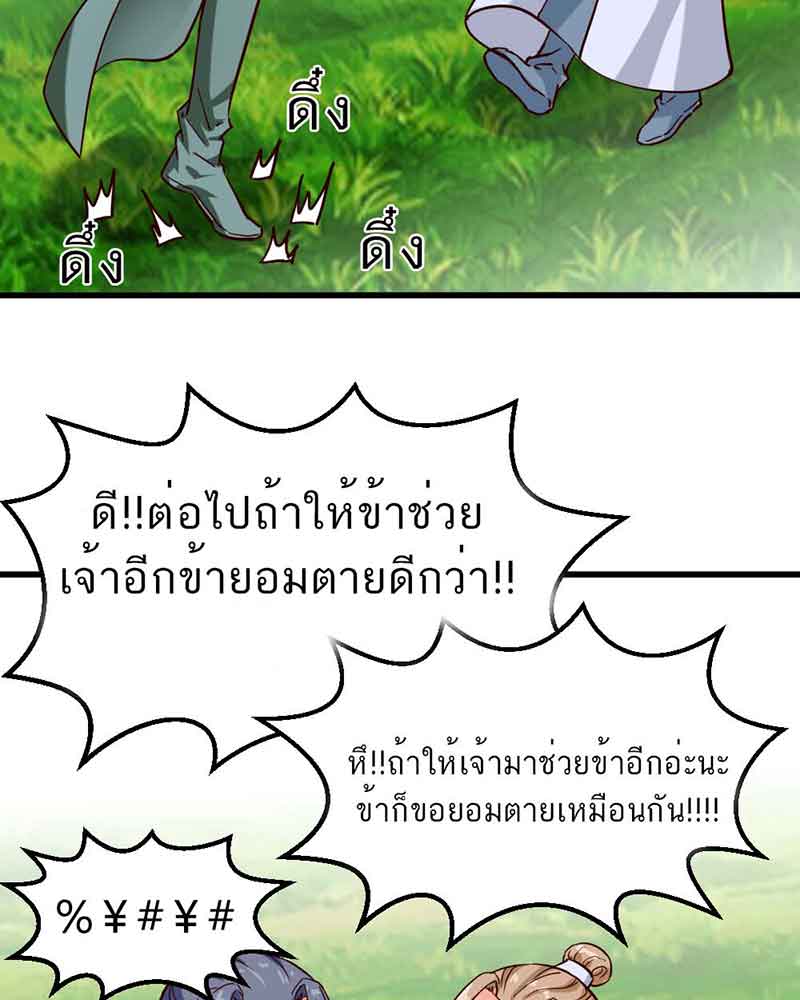 ดึ๋ง
ดึ๋ง
ดึ๋ง
ดี!!ต่อไปถ้าให้ข้าช่วย
เจ้าอีกข้ายอมตายดีกว่า!!
หึ!!ถ้าให้เจ้ามาช่วยข้าอีกอ่ะนะ
ข้าก็ขอยอมตายเหมือนกัน!!!!
%¥#¥#